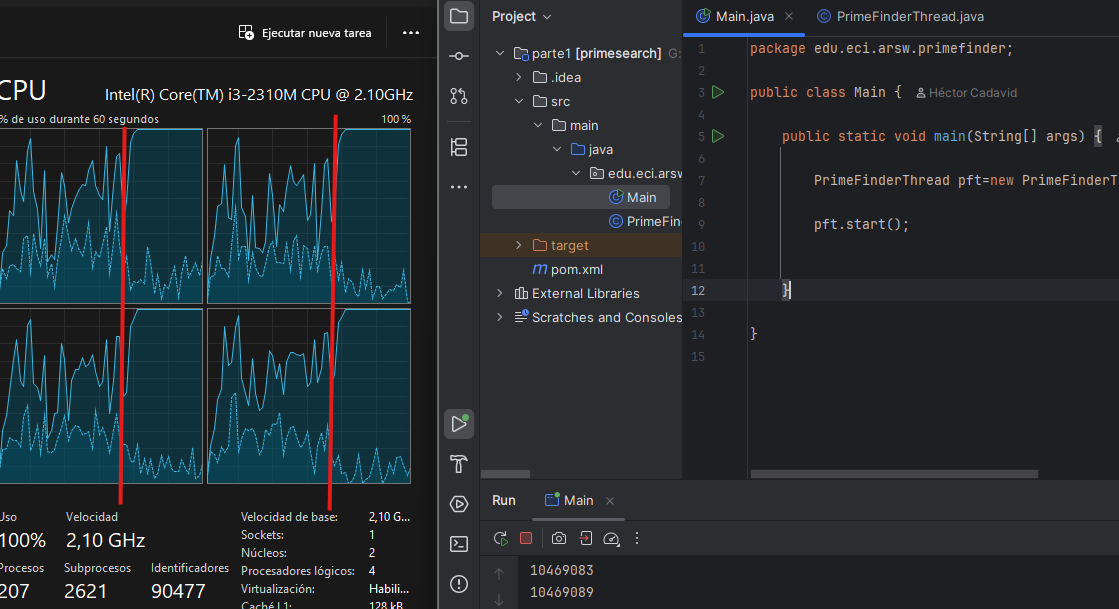 Ejecutar nueva tarea
CPU
Intel(R) Core(TM) i3-2310M CPU @ 2.10GHz
% de uso durante 60 segundos
100 %
Uso
Velocidad
100%
2,10 GHz
Procesos
Subprocesos
Identificadores
207
2621
90477
Velocidad de base:
2,10 G...
Sockets:
1
Núcleos:
2
Procesadores lógicos:
4
Virtualización:
Habili...
Caché L1:
128 kB
Project
parte1 [primesearch] G:
.idea
src
main
java
edu.eci.arsw
Main
PrimeFin
target
pom.xml
External Libraries
Scratches and Consoles
Main.java
PrimeFinderThread.java
1 package edu.eci.arsw.primefinder;
2
3 public class Main { Héctor Cadavid
4
5 public static void main(String[] args) {
6
7 PrimeFinderThread pft=new PrimeFinderT
8
9 pft.start();
10
11
12 }
13
14 }
15
Run
Main
10469083
10469089